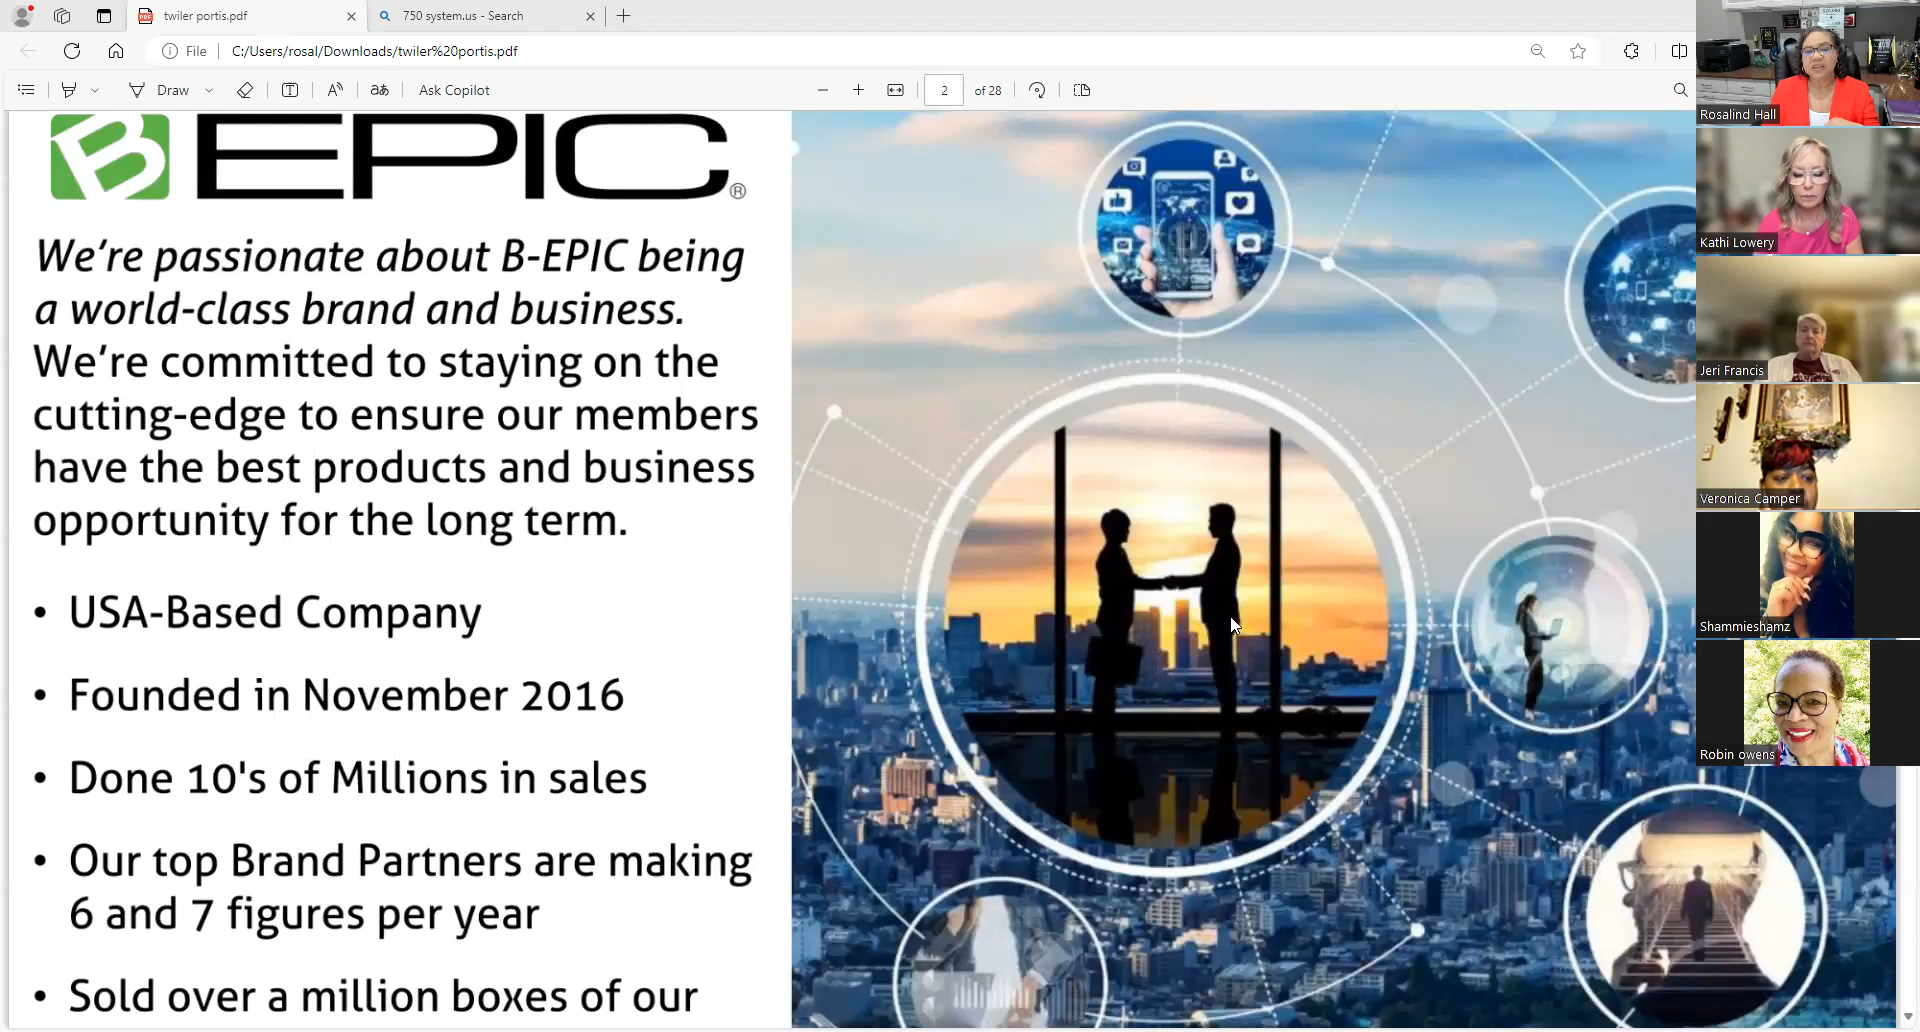 twiler portis.pdf
750 system.us - Search
File
C:/Users/rosal/Downloads/twiler%20portis.pdf
Draw
Ask Copilot
2 of 28
B EPIC®
We're passionate about B-EPIC being
a world-class brand and business.
We're committed to staying on the
cutting-edge to ensure our members
have the best products and business
opportunity for the long term.
• USA-Based Company
• Founded in November 2016
• Done 10's of Millions in sales
• Our top Brand Partners are making
6 and 7 figures per year
• Sold over a million boxes of our
Rosalind Hall
Kathi Lowery
Jeri Francis
Veronica Camper
Shammieshamz
Robin owens